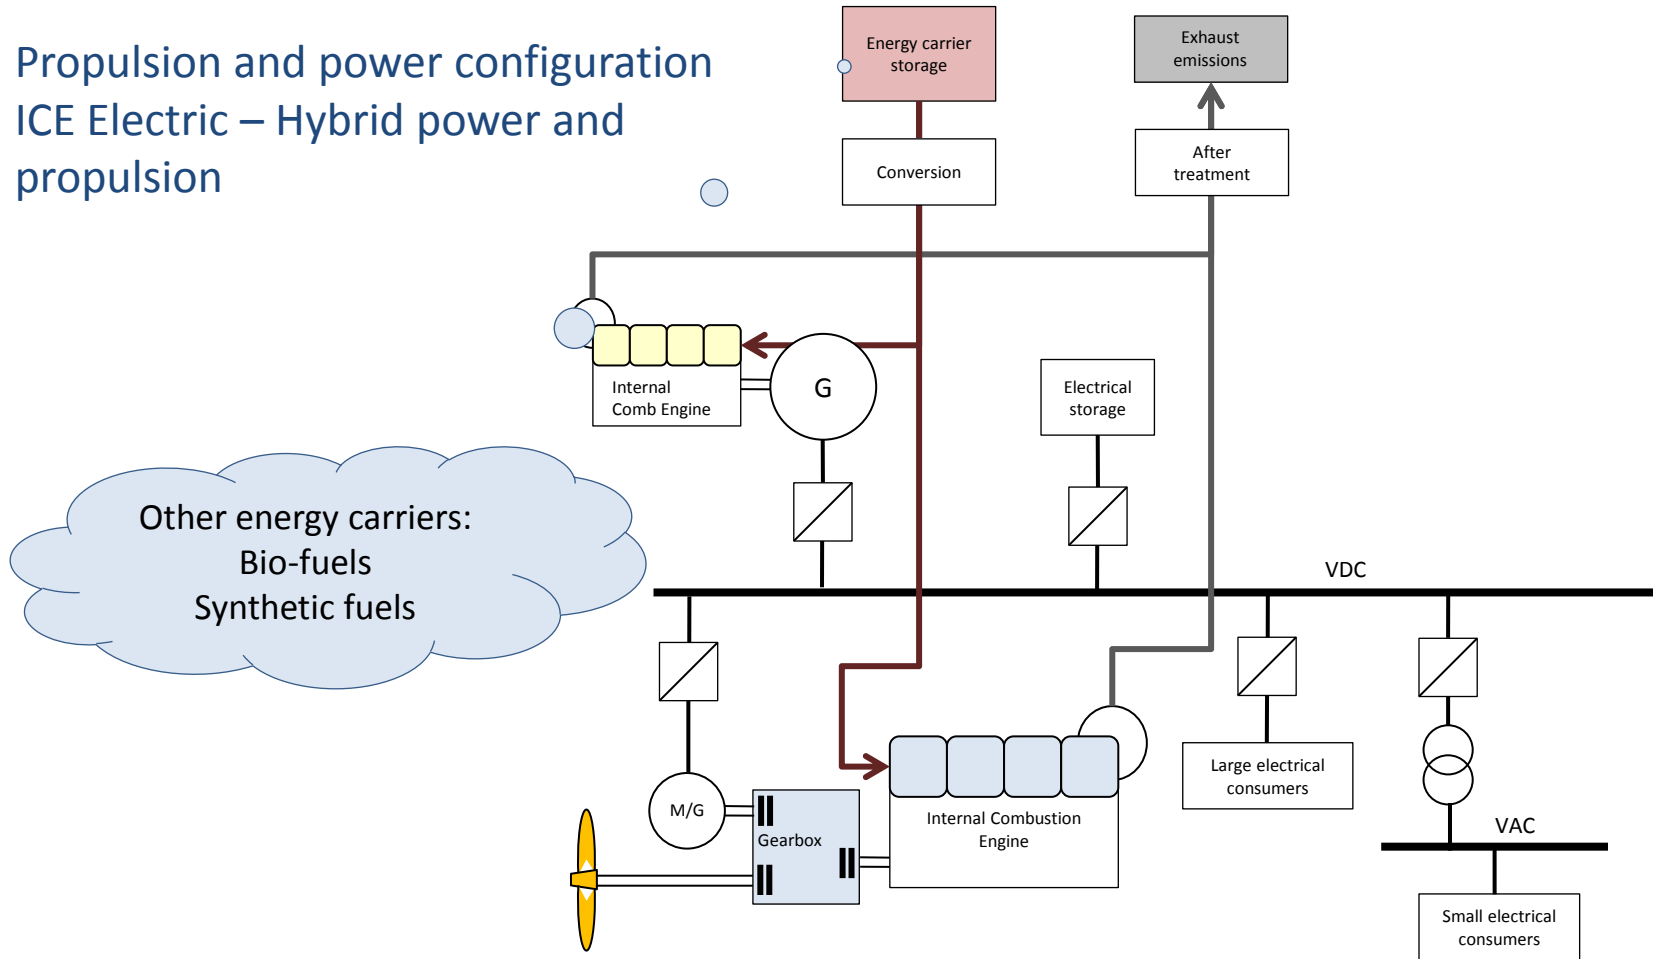 Propulsion and power configuration
ICE Electric – Hybrid power and
propulsion
Energy carrier
storage
Exhaust
emissions
Conversion
After
treatment
Internal
Comb Engine
G
Electrical
storage
Other energy carriers:
Bio-fuels
Synthetic fuels
VDC
M/G
Gearbox
Internal Combustion
Engine
Large electrical
consumers
VAC
Small electrical
consumers